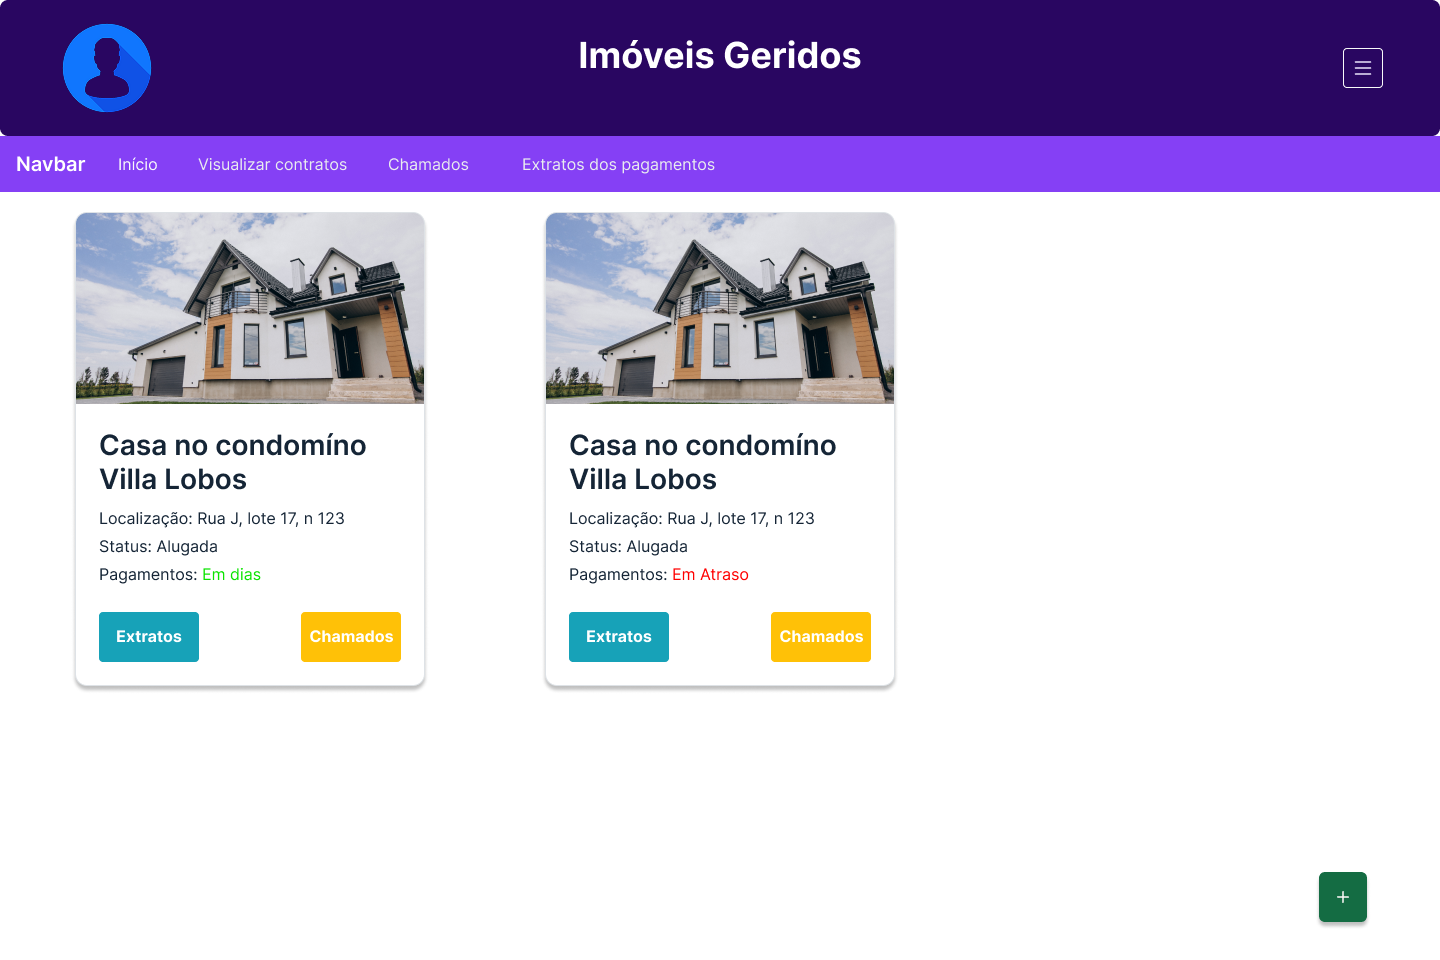 Imóveis Geridos
Navbar Início Visualizar contratos Chamados Extratos dos pagamentos
Casa no condomíno
Villa Lobos
Localização: Rua J, lote 17, n 123
Status: Alugada
Pagamentos: Em dias
Extratos Chamados
Casa no condomíno
Villa Lobos
Localização: Rua J, lote 17, n 123
Status: Alugada
Pagamentos: Em Atraso
Extratos Chamados
+